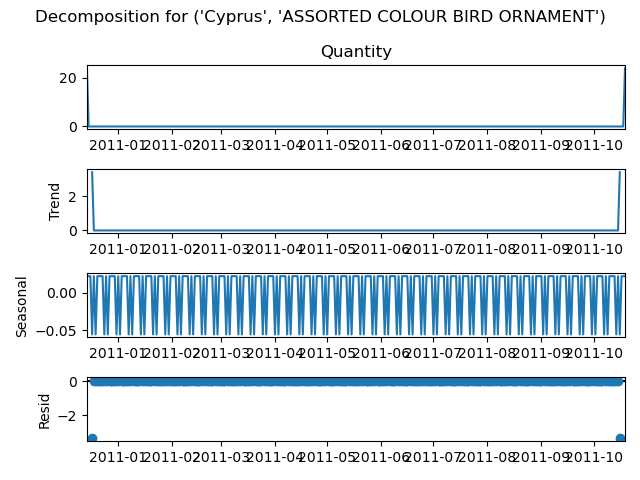 Decomposition for ('Cyprus', 'ASSORTED COLOUR BIRD ORNAMENT')
Quantity
20
0
2011-01 2011-02 2011-03 2011-04 2011-05 2011-06 2011-07 2011-08 2011-09 2011-10
Trend
2
0
2011-01 2011-02 2011-03 2011-04 2011-05 2011-06 2011-07 2011-08 2011-09 2011-10
Seasonal
0.00
−0.05
2011-01 2011-02 2011-03 2011-04 2011-05 2011-06 2011-07 2011-08 2011-09 2011-10
Resid
0
−2
2011-01 2011-02 2011-03 2011-04 2011-05 2011-06 2011-07 2011-08 2011-09 2011-10